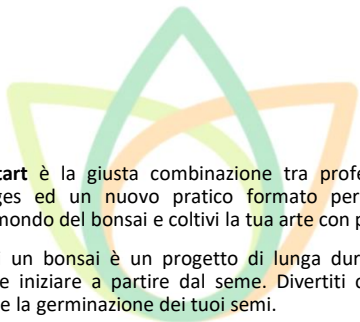 tart è la giusta combinazione tra profe
ges ed un nuovo pratico formato per
mondo del bonsai e coltivi la tua arte con p
un bonsai è un progetto di lunga dur
e iniziare a partire dal seme. Divertiti
e la germinazione dei tuoi semi.